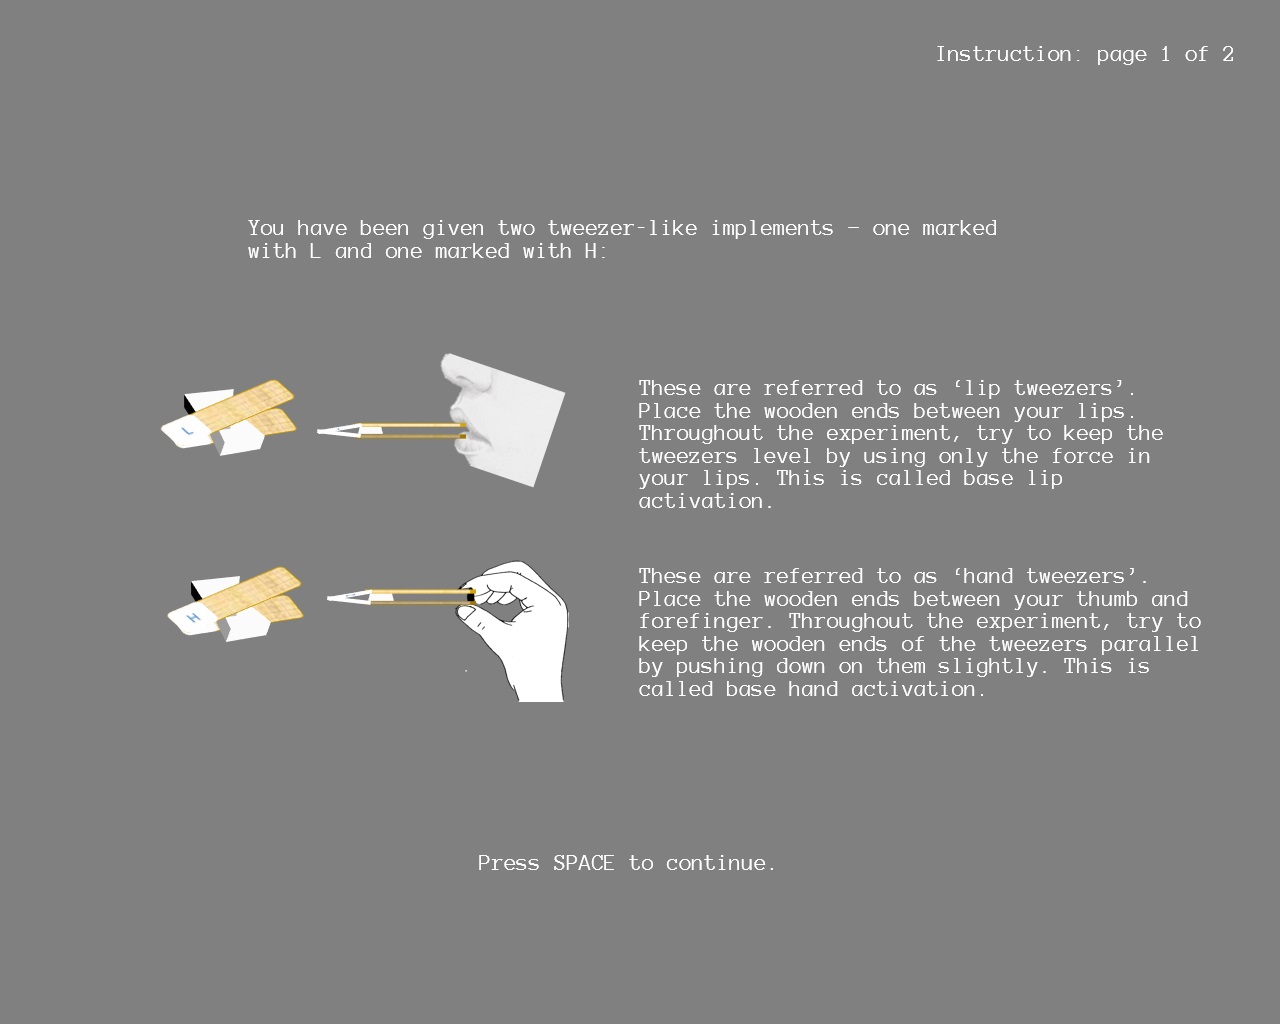 Instruction: page 1 of 2
You have been given two tweezer-like implements – one marked
with L and one marked with H:
L
These are referred to as ‘lip tweezers’.
Place the wooden ends between your lips.
Throughout the experiment, try to keep the
tweezers level by using only the force in
your lips. This is called base lip
activation.
H
These are referred to as ‘hand tweezers’.
Place the wooden ends between your thumb and
forefinger. Throughout the experiment, try to
keep the wooden ends of the tweezers parallel
by pushing down on them slightly. This is
called base hand activation.
Press SPACE to continue.